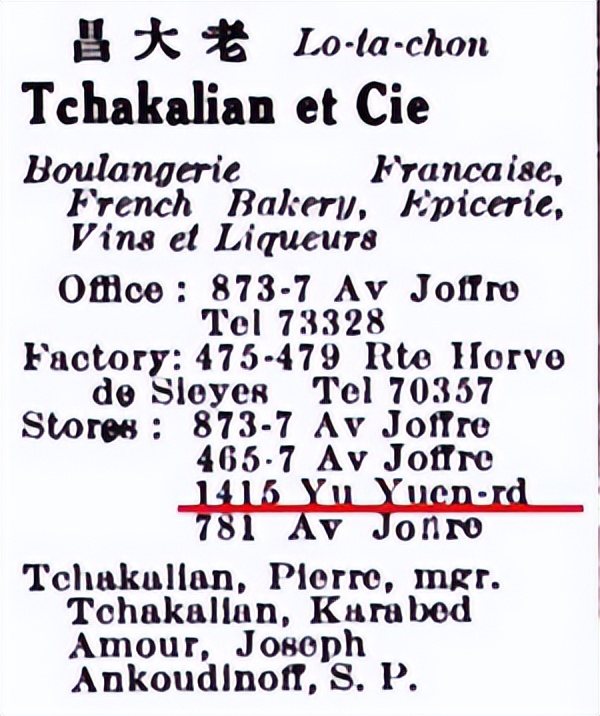 昌大老 Lo-ta-chon
Tchakalian et Cie
Boulangerie Francaise,
French Bakery, Epicerie,
Vins et Liqueurs
Office: 873-7 Av Joffre
Tel 73328
Factory: 475-479 Rte Herve
de Sieyes Tel 70357
Stores: 873-7 Av Joffre
465-7 Av Joffre
1415 Yu Yuen-rd
781 Av Joffre
Tchakalian, Pierre, mgr.
Tchakalian, Karabed
Amour, Joseph
Ankoudinoff, S. P.